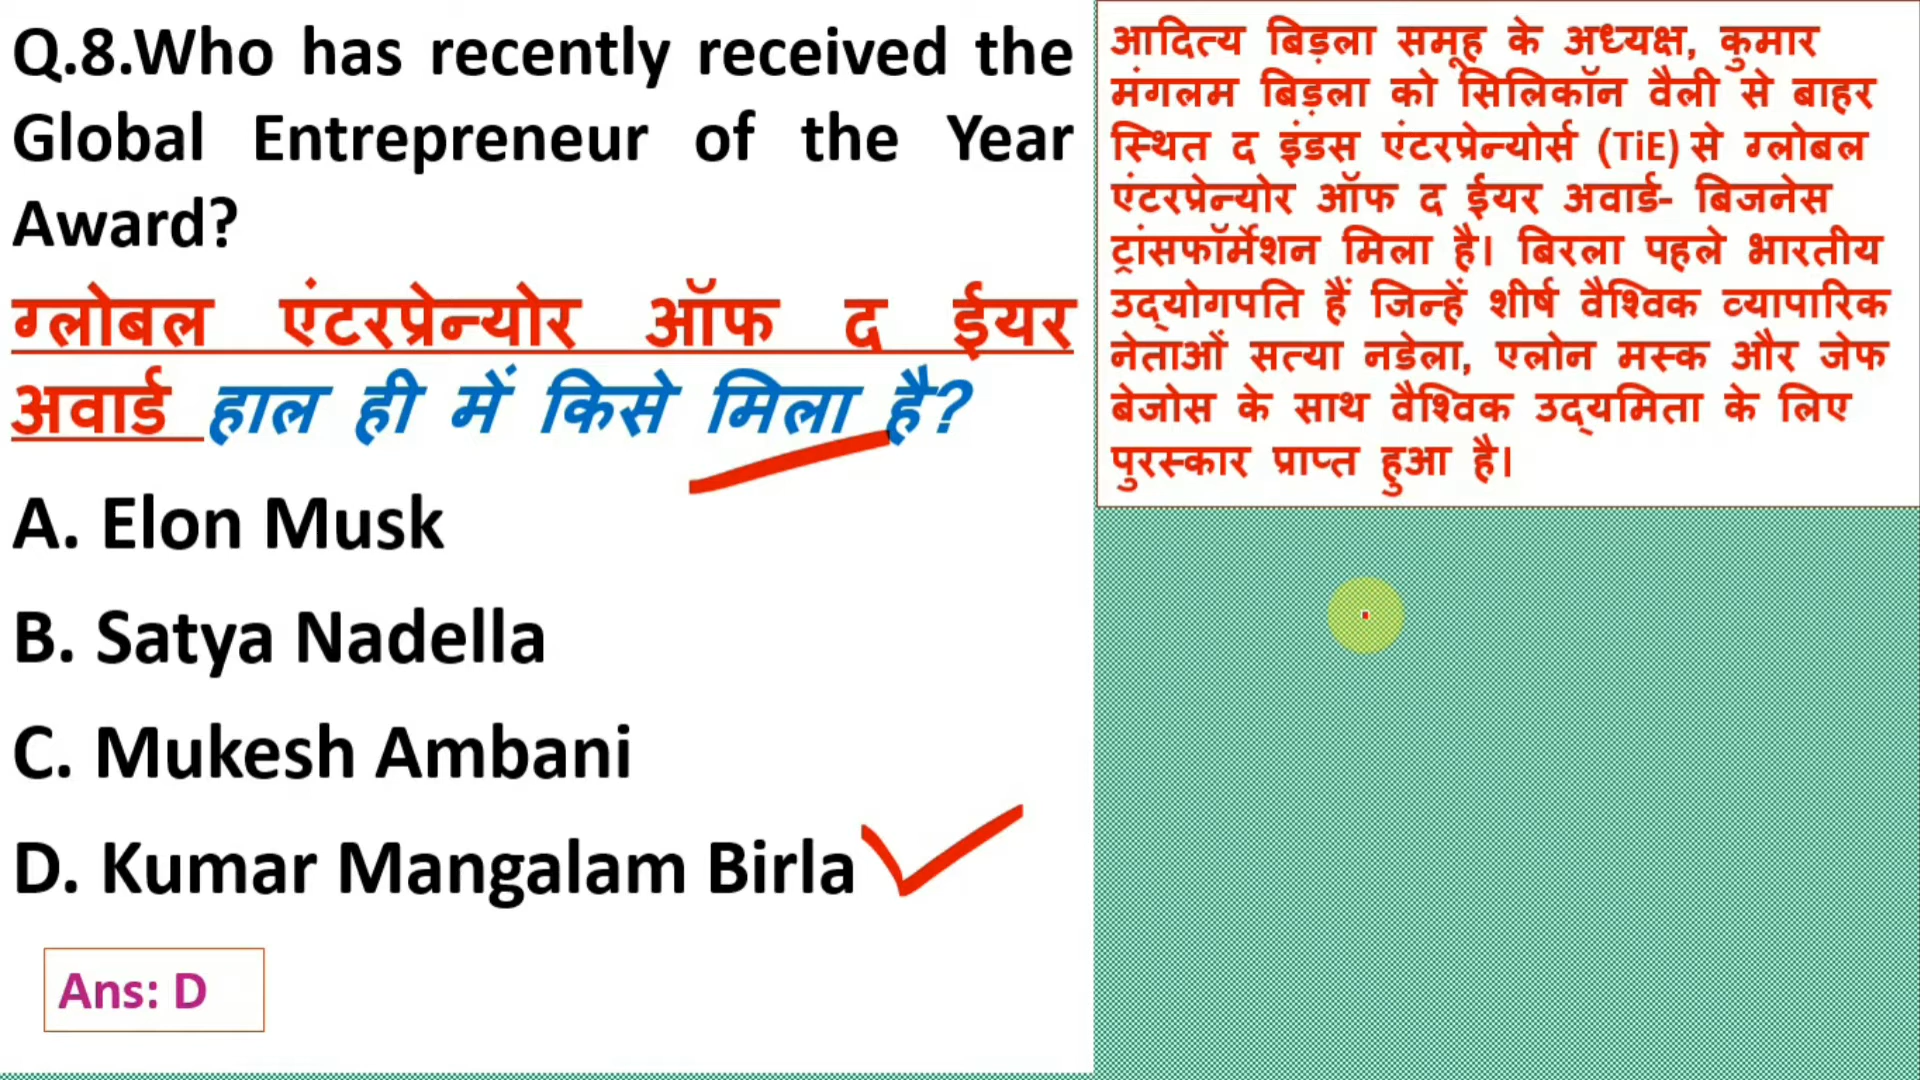 Q.8.Who has recently received the
Global Entrepreneur of the Year
Award?
ग्लोबल एंटरप्रेन्योर ऑफ द ईयर
अवार्ड हाल ही में किसे मिला है?
A. Elon Musk
B. Satya Nadella
C. Mukesh Ambani
D. Kumar Mangalam Birla
Ans: D
आदित्य बिड़ला समूह के अध्यक्ष, कुमार
मंगलम बिड़ला को सिलिकॉन वैली से बाहर
स्थित द इंडस एंटरप्रेन्योर्स (TiE) से ग्लोबल
एंटरप्रेन्योर ऑफ द ईयर अवार्ड- बिजनेस
ट्रांसफॉर्मेशन मिला है। बिरला पहले भारतीय
उद्योगपति हैं जिन्हें शीर्ष वैश्विक व्यापारिक
नेताओं सत्या नडेला, एलोन मस्क और जेफ
बेजोस के साथ वैश्विक उद्यमिता के लिए
पुरस्कार प्राप्त हुआ है।